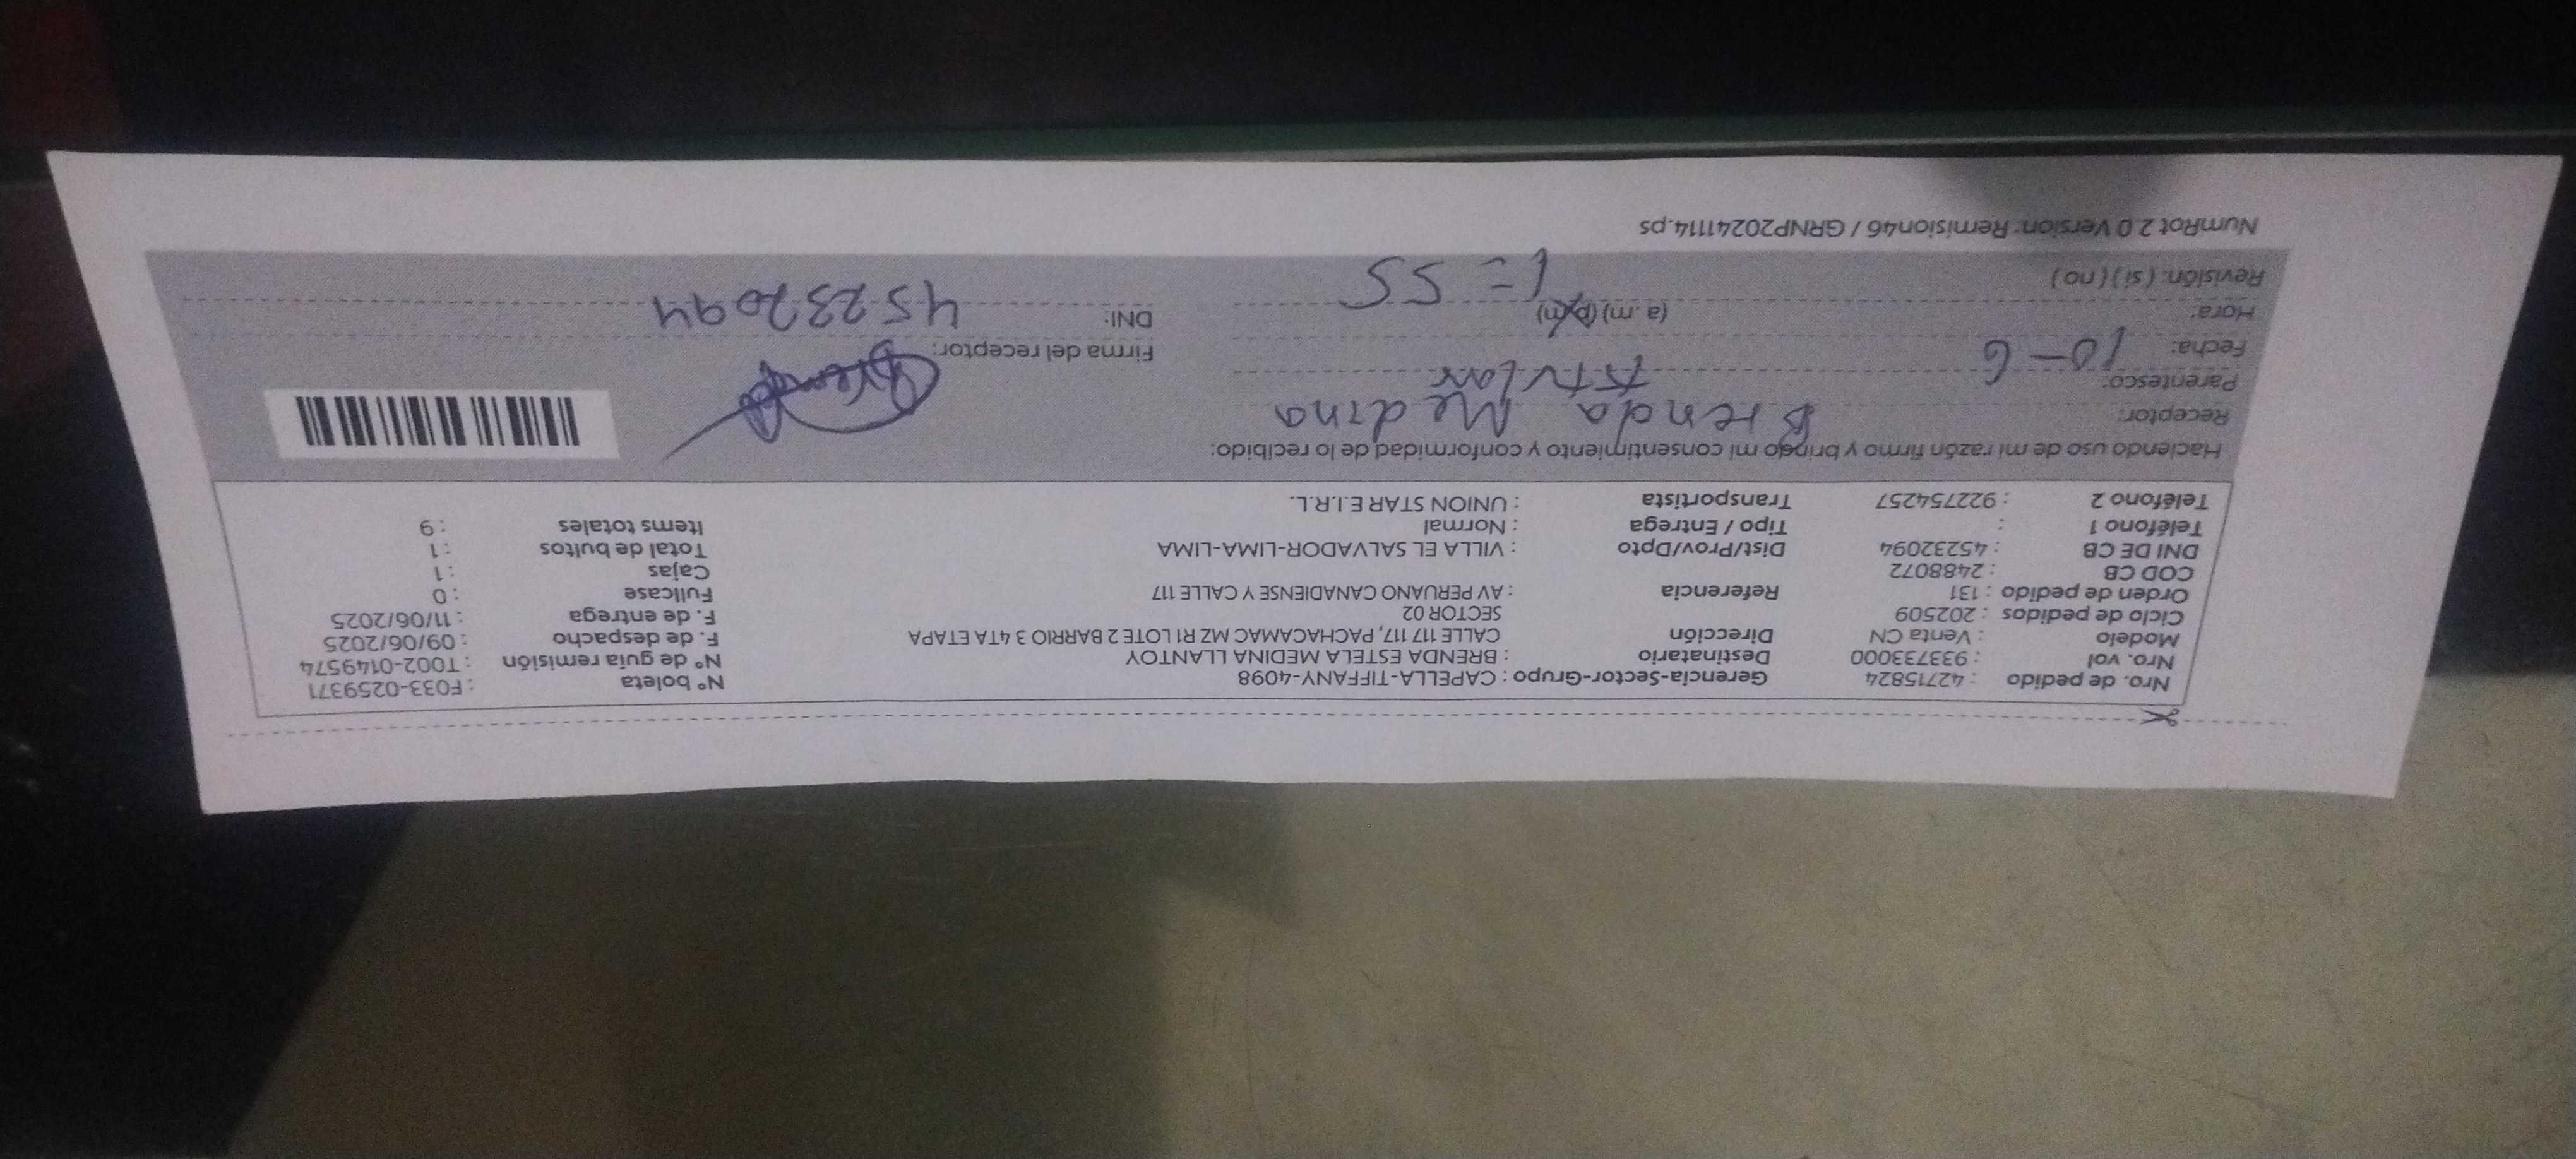 Nro. de pedido : 42715824 Gerencia-Sector-Grupo : CAPELLA-TIFFANY-4098 N° boleta : F033-0259371
Nro. vol : 933733000 Destinatario : BRENDA ESTELA MEDINA LLANTOY N° de guía remisión : T002-0149574
Modelo : Venta CN Dirección CALLE 117 117, PACHACAMAC MZ R1 LOTE 2 BARRIO 3 4TA ETAPA F. de despacho : 09/06/2025
Ciclo de pedidos : 202509 SECTOR 02 F. de entrega : 11/06/2025
Orden de pedido : 131 Referencia : AV PERUANO CANADIENSE Y CALLE 117 Fullcase : 0
COD CB : 2488072 Cajas : 1
DNI DE CB : 45232094 Dist/Prov/Dpto : VILLA EL SALVADOR-LIMA-LIMA Total de bultos : 1
Teléfono 1 : Tipo / Entrega : Normal Items totales : 9
Teléfono 2 : 922754257 Transportista : UNION STAR E.I.R.L.
Haciendo uso de mi razón firmo y brindo mi consentimiento y conformidad de lo recibido:
Receptor: Brenda Medina
Parentesco: Titular
Fecha: 10-6 Firma del receptor: Brenda
Hora: (a.m) (p.m) 1=55 DNI: 45232094
Revisión: (si) (no)
NumRot 2.0 Version: Remision46 / GRNP20241114.ps